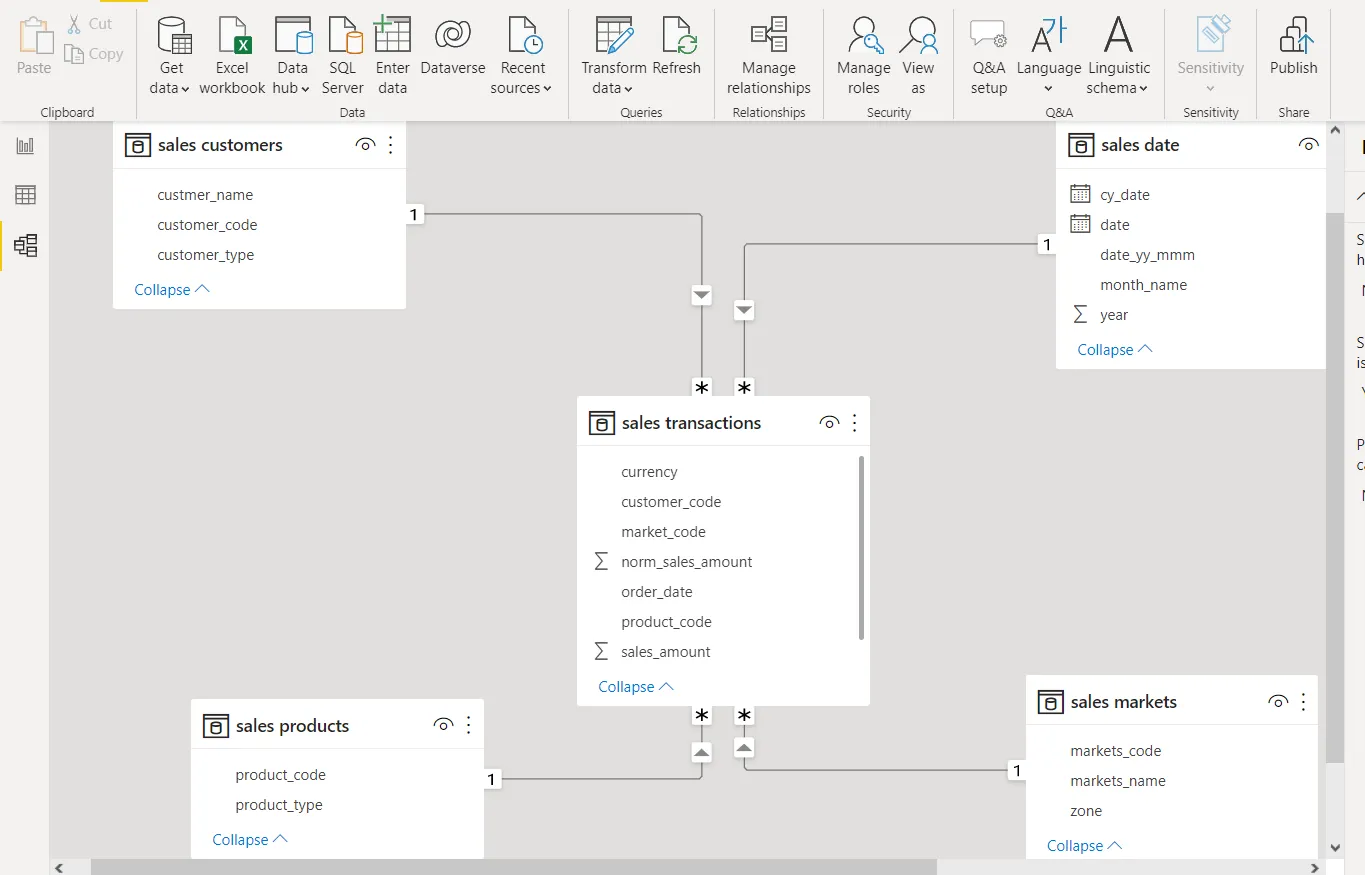 Paste
Cut
Copy
Clipboard
Get data
Excel workbook
Data hub
SQL Server
Enter data
Dataverse
Recent sources
Data
Transform data
Refresh
Queries
Manage relationships
Relationships
Manage roles
View as
Security
Q&A setup
Language
Linguistic schema
Q&A
Sensitivity
Sensitivity
Publish
Share
sales customers
custmer_name
customer_code
customer_type
Collapse
1
*
sales date
cy_date
date
date_yy_mmm
month_name
Σ year
Collapse
1
*
sales transactions
currency
customer_code
market_code
Σ norm_sales_amount
order_date
product_code
Σ sales_amount
Collapse
*
*
sales products
product_code
product_type
Collapse
1
sales markets
markets_code
markets_name
zone
Collapse
1